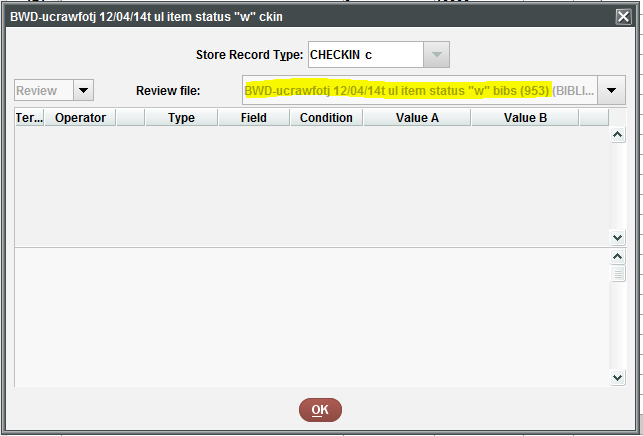 BWD-ucrawfotj 12/04/14t ul item status "w" ckin
Store Record Type: CHECKIN c
Review Review file: BWD-ucrawfotj 12/04/14t ul item status "w" bibs (953) (BIBLI...
Ter... Operator Type Field Condition Value A Value B
OK